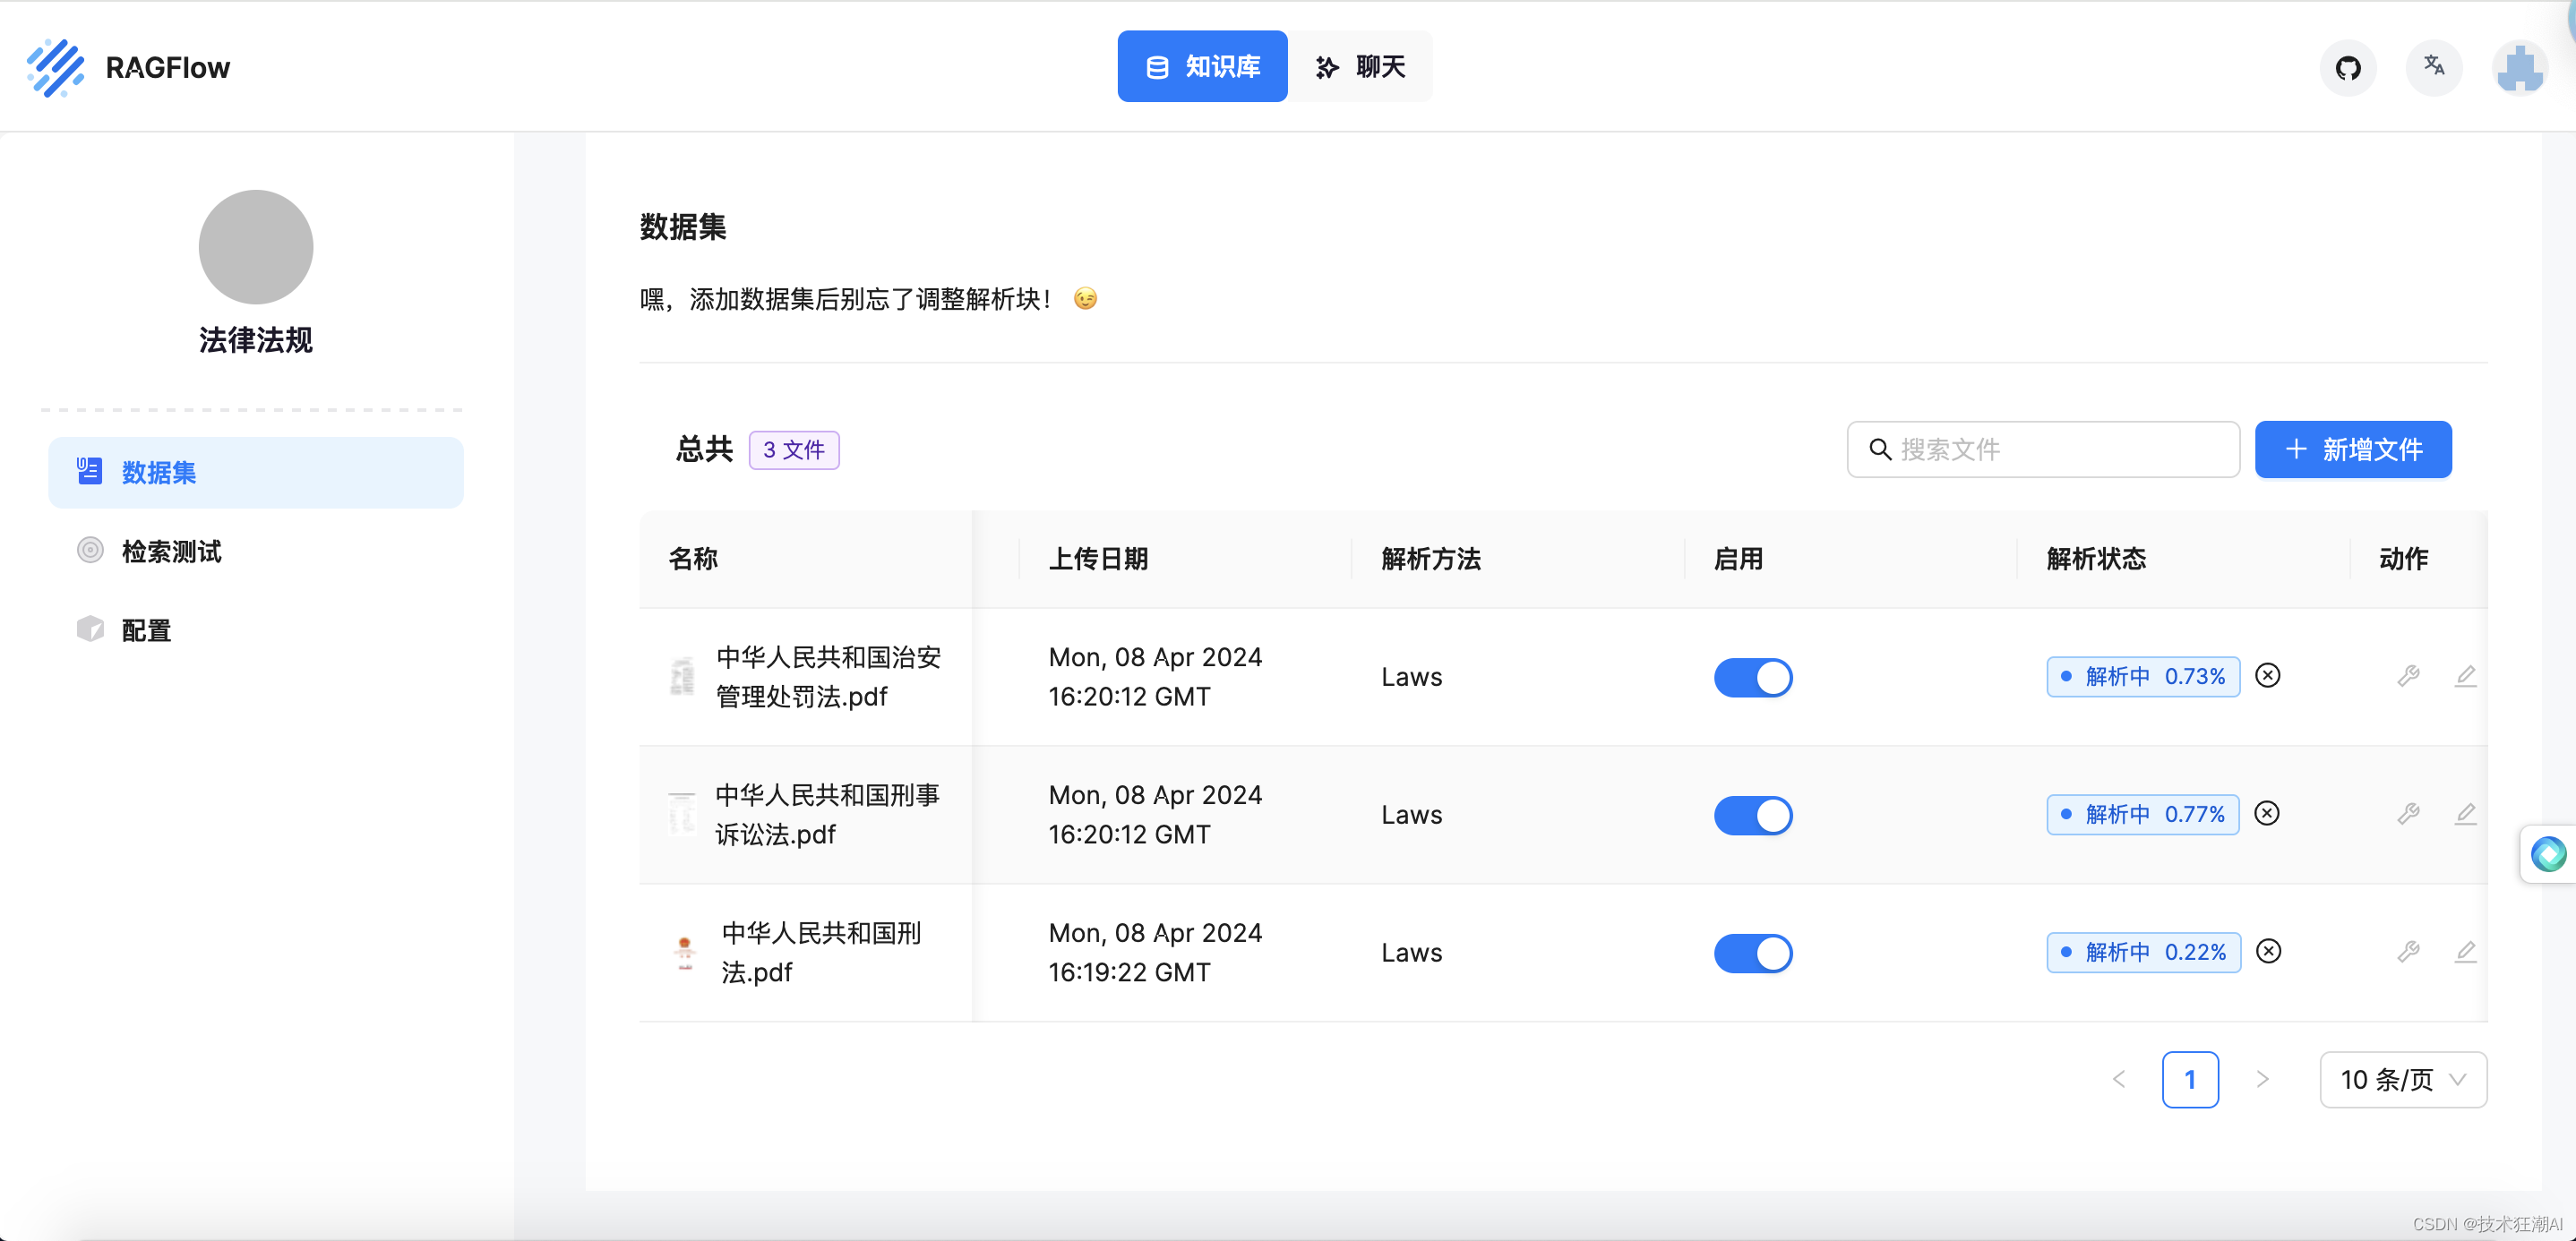 RAGFlow
知识库
聊天
法律法规
数据集
检索测试
配置
数据集
嘿，添加数据集后别忘了调整解析块！ 😉
总共
3 文件
搜索文件
新增文件
名称
上传日期
解析方法
启用
解析状态
动作
中华人民共和国治安
管理处罚法.pdf
Mon, 08 Apr 2024
16:20:12 GMT
Laws
解析中 0.73%
中华人民共和国刑事
诉讼法.pdf
Mon, 08 Apr 2024
16:20:12 GMT
Laws
解析中 0.77%
中华人民共和国刑
法.pdf
Mon, 08 Apr 2024
16:19:22 GMT
Laws
解析中 0.22%
1
10 条/页
CSDN @技术狂潮AI